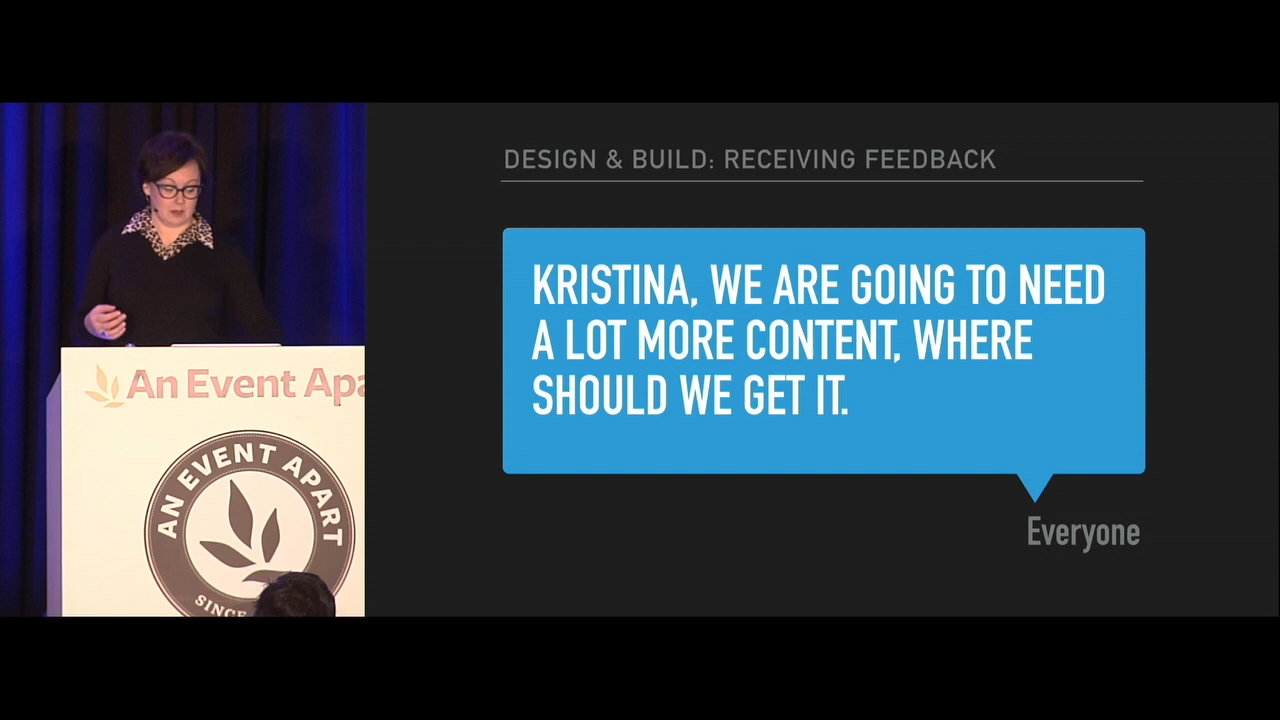 An Event Apa
AN EVENT APART
SINCE
DESIGN & BUILD: RECEIVING FEEDBACK
KRISTINA, WE ARE GOING TO NEED
A LOT MORE CONTENT, WHERE
SHOULD WE GET IT.
Everyone